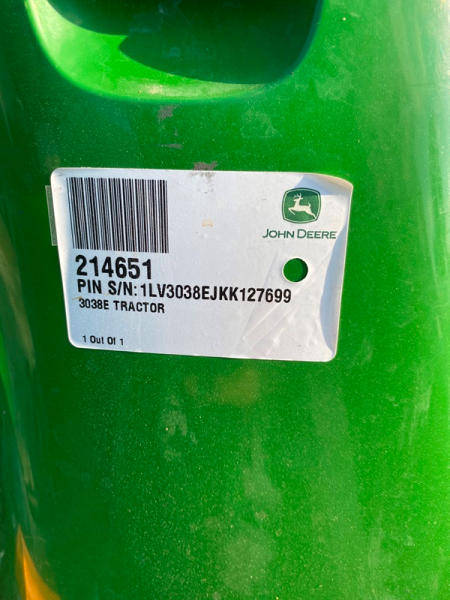 JOHN DEERE
214651
PIN S/N: 1LV3038EJKK127699
3038E TRACTOR
1 Out Of 1